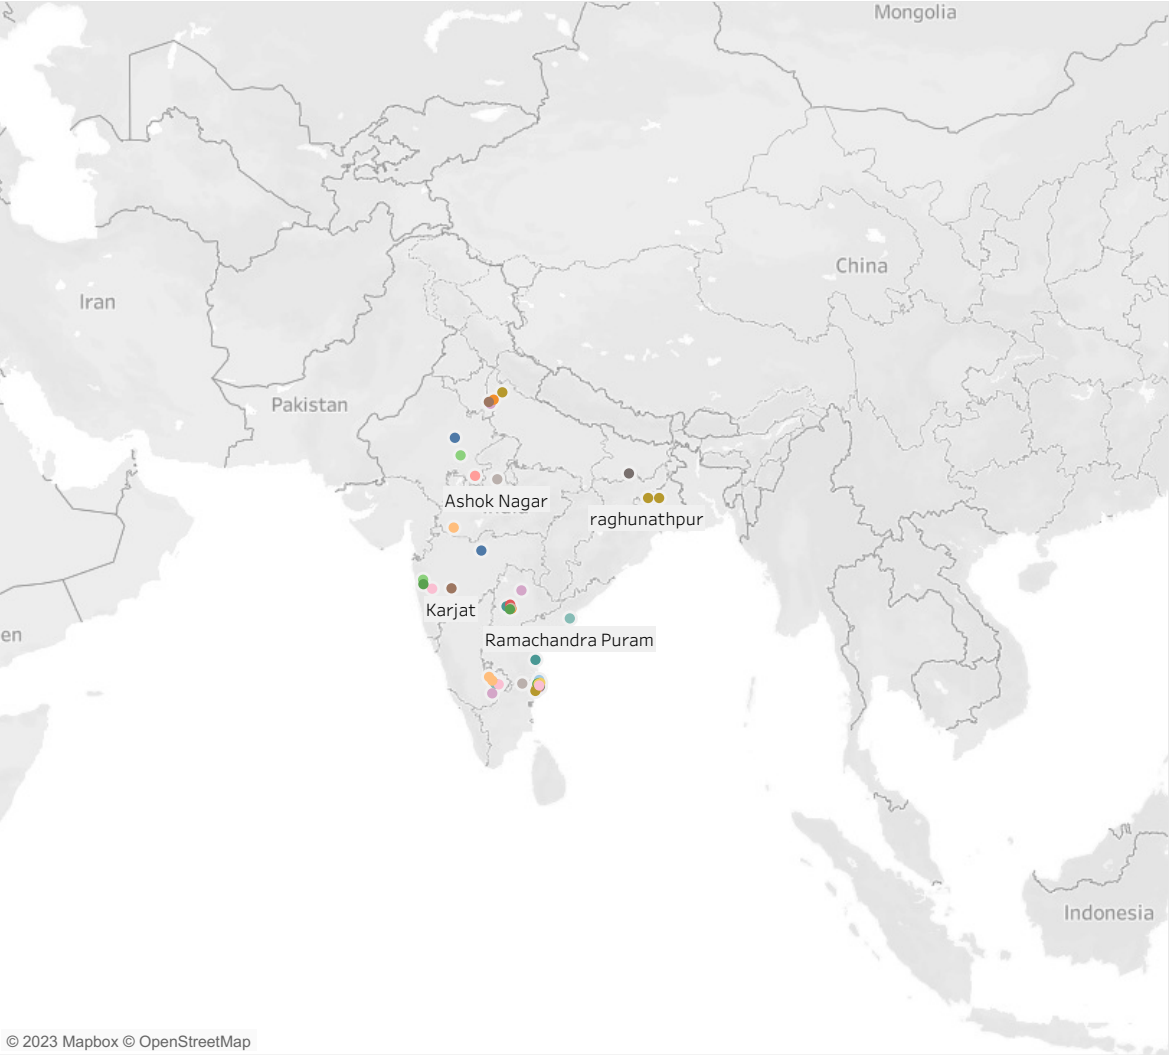 Mongolia
China
Iran
Pakistan
Ashok Nagar
raghunathpur
Karjat
en
Ramachandra Puram
Indonesia
© 2023 Mapbox © OpenStreetMap